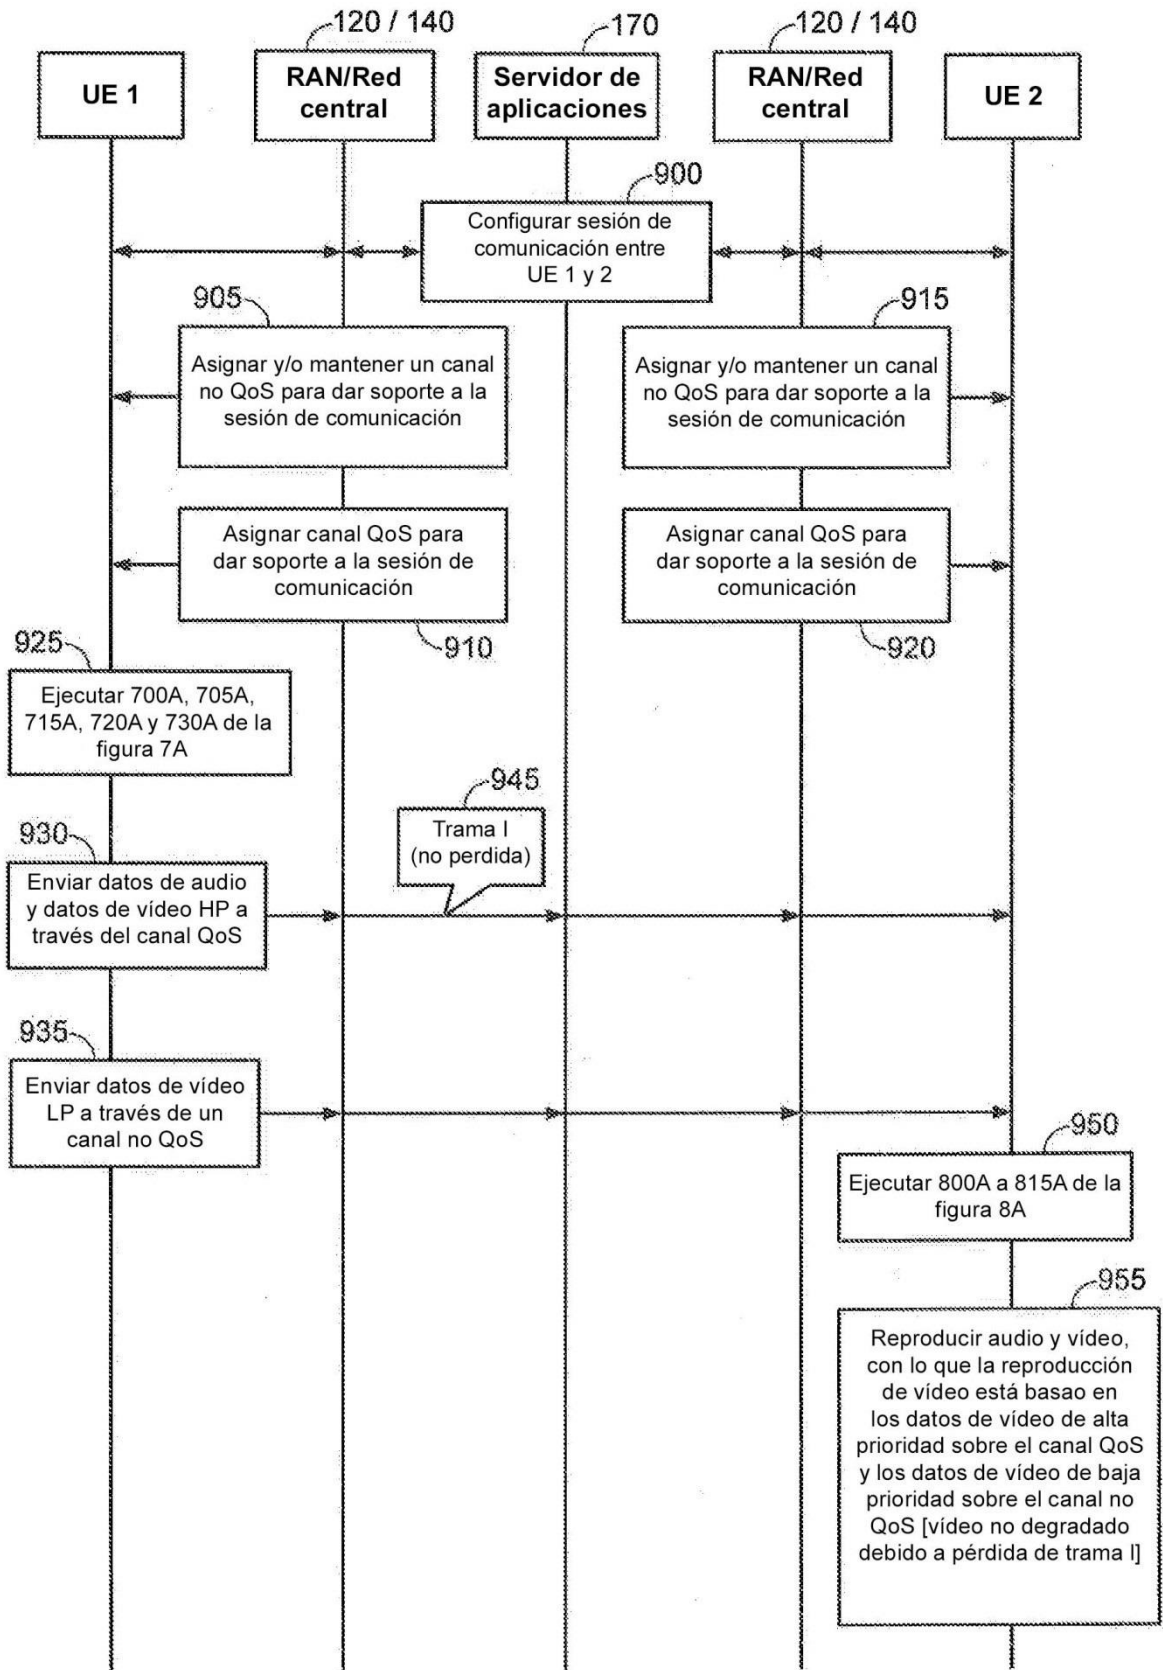 120 / 140
170
120 / 140
UE 1
RAN/Red
central
Servidor de
aplicaciones
RAN/Red
central
UE 2
900
Configurar sesión de
comunicación entre
UE 1 y 2
905
Asignar y/o mantener un canal
no QoS para dar soporte a la
sesión de comunicación
915
Asignar y/o mantener un canal
no QoS para dar soporte a la
sesión de comunicación
Asignar canal QoS para
dar soporte a la sesión de
comunicación
910
Asignar canal QoS para
dar soporte a la sesión de
comunicación
920
925
Ejecutar 700A, 705A,
715A, 720A y 730A de la
figura 7A
945
Trama I
(no perdida)
930
Enviar datos de audio
y datos de vídeo HP a
través del canal QoS
935
Enviar datos de vídeo
LP a través de un
canal no QoS
950
Ejecutar 800A a 815A de la
figura 8A
955
Reproducir audio y vídeo,
con lo que la reproducción
de vídeo está basao en
los datos de vídeo de alta
prioridad sobre el canal QoS
y los datos de vídeo de baja
prioridad sobre el canal no
QoS [vídeo no degradado
debido a pérdida de trama I]